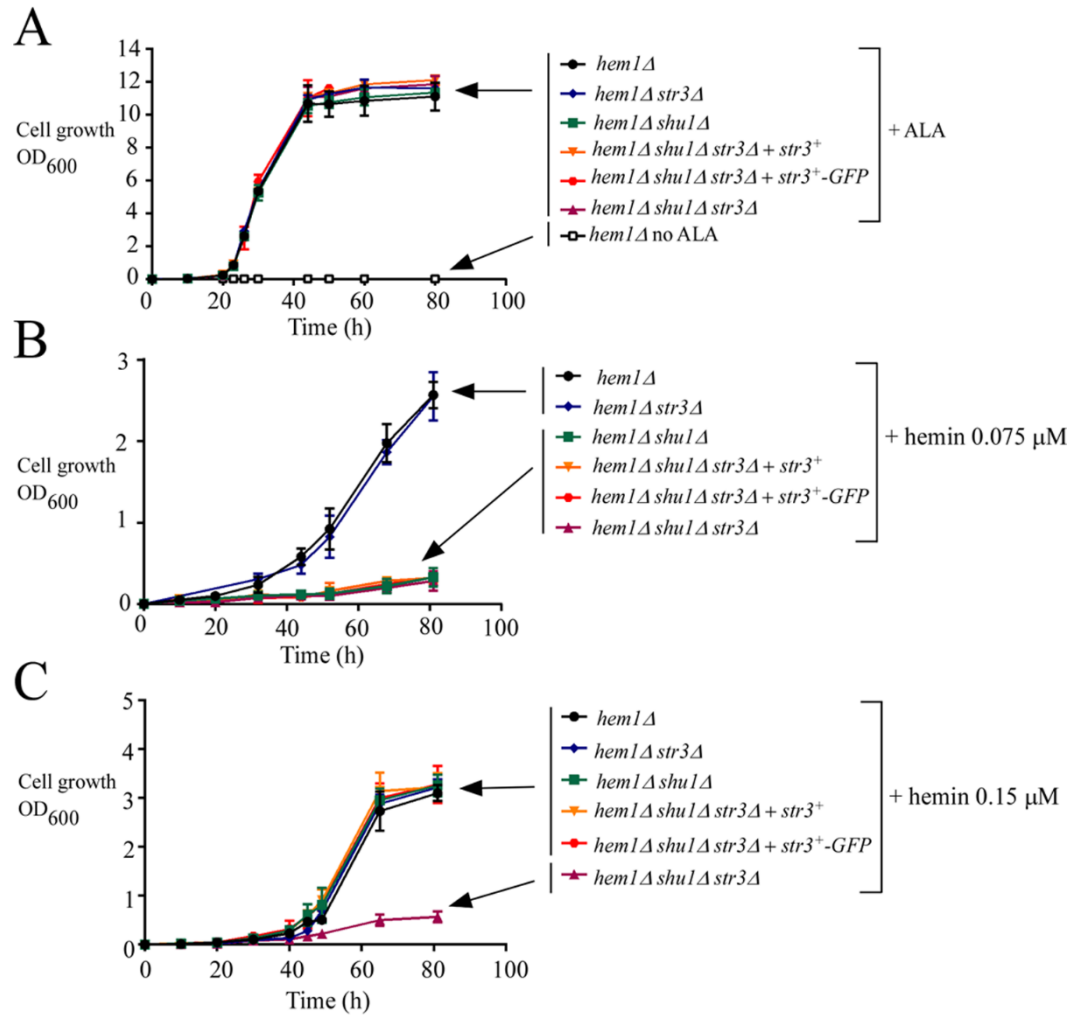 A
14
12
10
8
6
4
2
0
Cell growth
OD600
0 20 40 60 80 100
Time (h)
hem1Δ
hem1Δ str3Δ
hem1Δ shu1Δ
hem1Δ shu1Δ str3Δ + str3+
hem1Δ shu1Δ str3Δ + str3+-GFP
hem1Δ shu1Δ str3Δ
hem1Δ no ALA
+ ALA
B
3
2
1
0
Cell growth
OD600
0 20 40 60 80 100
Time (h)
hem1Δ
hem1Δ str3Δ
hem1Δ shu1Δ
hem1Δ shu1Δ str3Δ + str3+
hem1Δ shu1Δ str3Δ + str3+-GFP
hem1Δ shu1Δ str3Δ
+ hemin 0.075 μM
C
5
4
3
2
1
0
Cell growth
OD600
0 20 40 60 80 100
Time (h)
hem1Δ
hem1Δ str3Δ
hem1Δ shu1Δ
hem1Δ shu1Δ str3Δ + str3+
hem1Δ shu1Δ str3Δ + str3+-GFP
hem1Δ shu1Δ str3Δ
+ hemin 0.15 μM